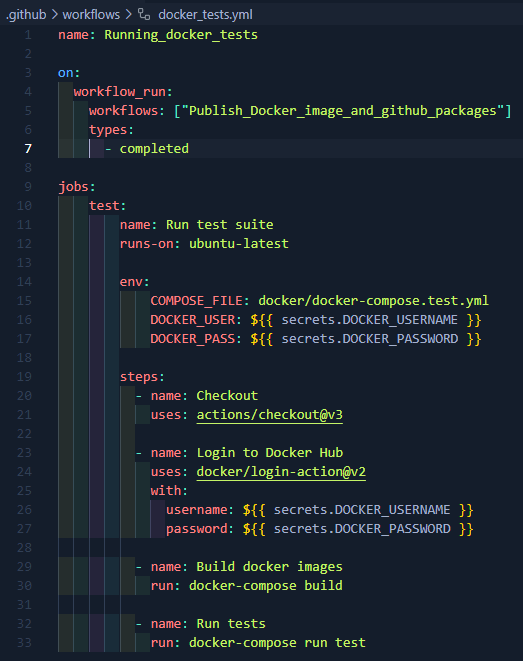 .github > workflows > docker_tests.yml
1 name: Running_docker_tests
2
3 on:
4 workflow_run:
5 workflows: ["Publish_Docker_image_and_github_packages"]
6 types:
7 - completed
8
9 jobs:
10 test:
11 name: Run test suite
12 runs-on: ubuntu-latest
13
14 env:
15 COMPOSE_FILE: docker/docker-compose.test.yml
16 DOCKER_USER: ${{ secrets.DOCKER_USERNAME }}
17 DOCKER_PASS: ${{ secrets.DOCKER_PASSWORD }}
18
19 steps:
20 - name: Checkout
21 uses: actions/checkout@v3
22
23 - name: Login to Docker Hub
24 uses: docker/login-action@v2
25 with:
26 username: ${{ secrets.DOCKER_USERNAME }}
27 password: ${{ secrets.DOCKER_PASSWORD }}
28
29 - name: Build docker images
30 run: docker-compose build
31
32 - name: Run tests
33 run: docker-compose run test